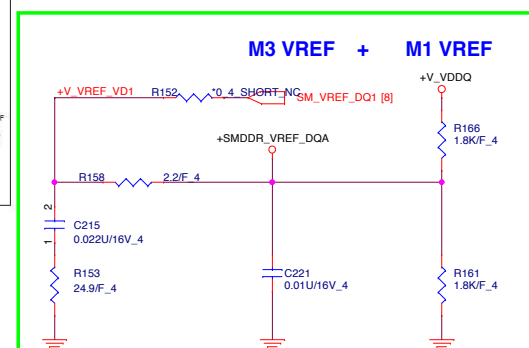 M3 VREF + M1 VREF
+V_VDDQ
+V_VREF_VD1 R152 *0_4_SHORT_NC SM_VREF_DQ1 [8]
R166
1.8K/F_4
+SMDDR_VREF_DQA
R158 2.2/F_4
2
1
C215
0.022U/16V_4
R153
24.9/F_4
C221
0.01U/16V_4
R161
1.8K/F_4